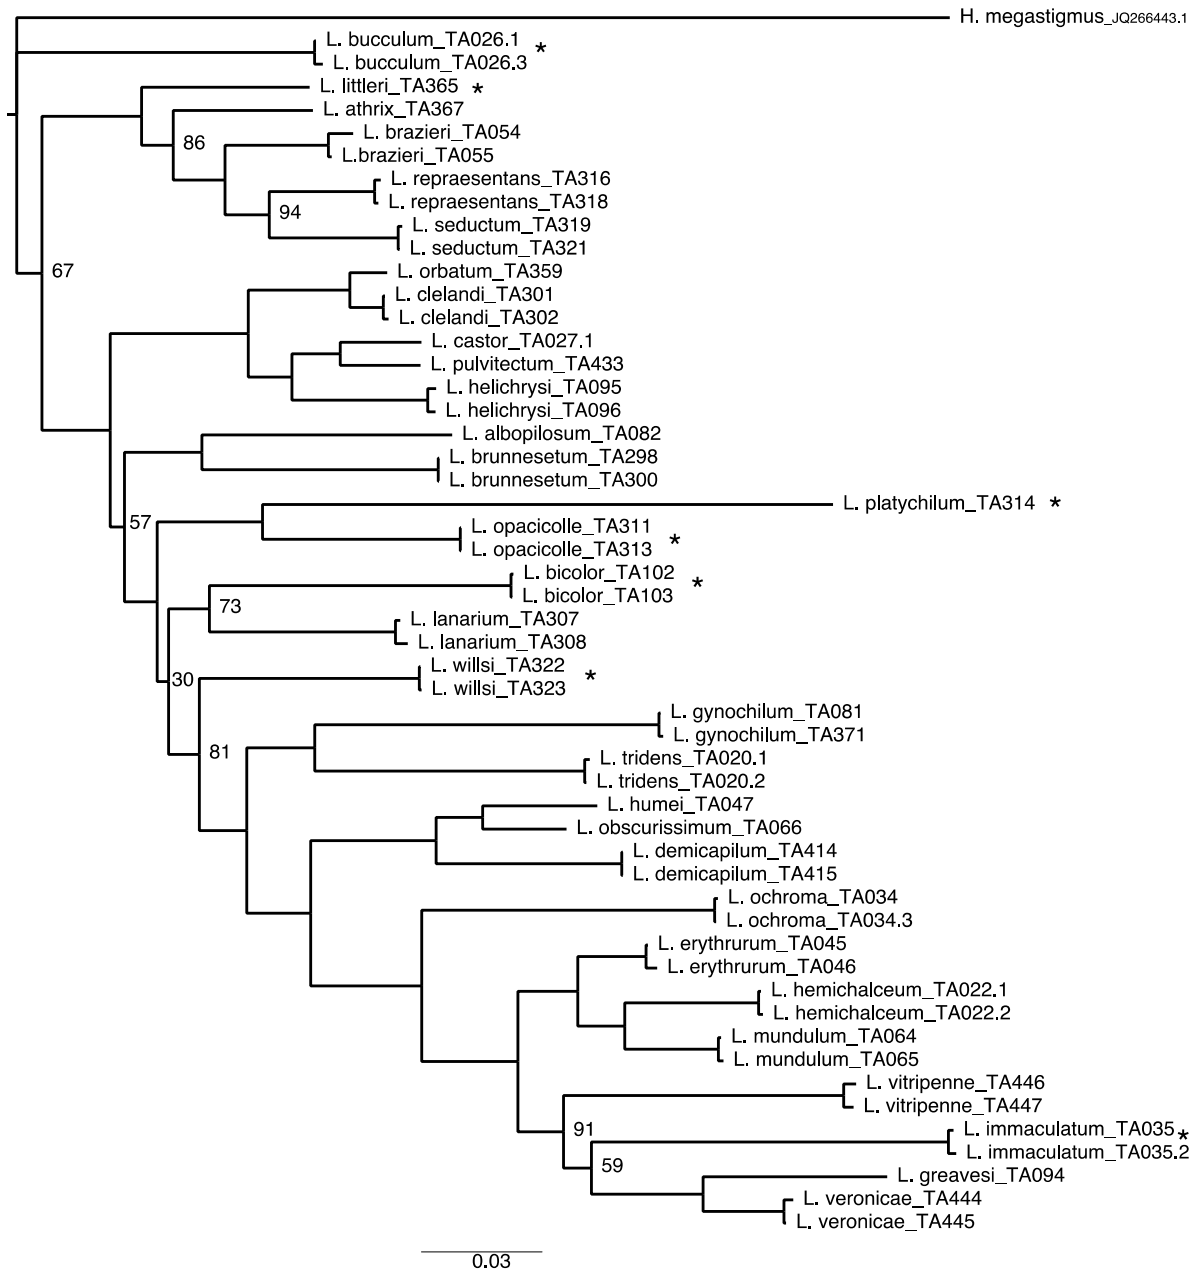 H. megastigmus_JQ266443.1
L. bucculum_TA026.1
*
L. bucculum_TA026.3
L. littleri_TA365 *
L. athrix_TA367
86
L. brazieri_TA054
L.brazieri_TA055
L. repraesentans_TA316
L. repraesentans_TA318
94
L. seductum_TA319
L. seductum_TA321
67
L. orbatum_TA359
L. clelandi_TA301
L. clelandi_TA302
L. castor_TA027.1
L. pulvitectum_TA433
L. helichrysi_TA095
L. helichrysi_TA096
L. albopilosum_TA082
L. brunnesetum_TA298
L. brunnesetum_TA300
L. platychilum_TA314 *
57
L. opacicolle_TA311
*
L. opacicolle_TA313
L. bicolor_TA102
*
L. bicolor_TA103
73
L. lanarium_TA307
L. lanarium_TA308
L. willsi_TA322
*
30
L. willsi_TA323
L. gynochilum_TA081
L. gynochilum_TA371
81
L. tridens_TA020.1
L. tridens_TA020.2
L. humei_TA047
L. obscurissimum_TA066
L. demicapilum_TA414
L. demicapilum_TA415
L. ochroma_TA034
L. ochroma_TA034.3
L. erythrurum_TA045
L. erythrurum_TA046
L. hemichalceum_TA022.1
L. hemichalceum_TA022.2
L. mundulum_TA064
L. mundulum_TA065
L. vitripenne_TA446
L. vitripenne_TA447
91
L. immaculatum_TA035 *
L. immaculatum_TA035.2
59
L. greavesi_TA094
L. veronicae_TA444
L. veronicae_TA445
0.03